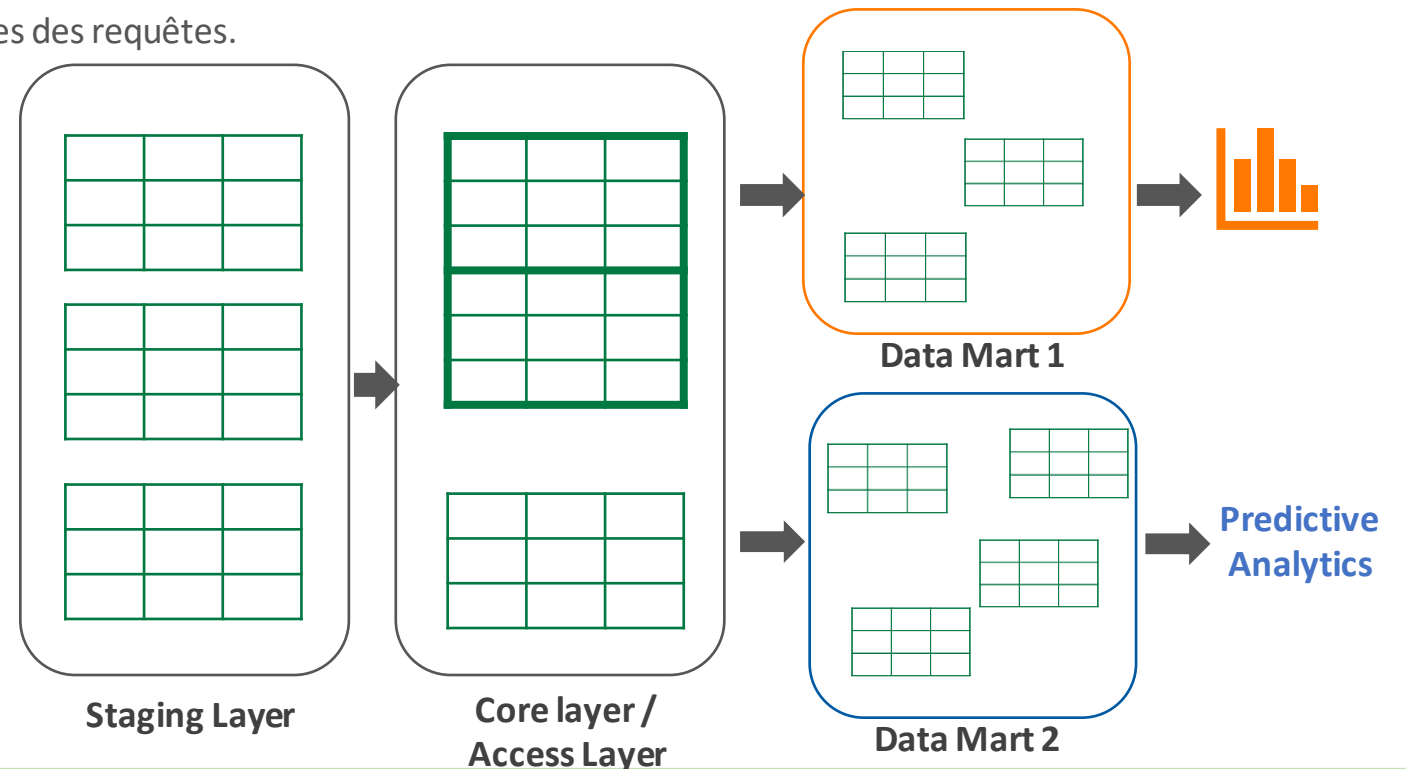 es des requêtes.
Data Mart 1
Predictive
Analytics
Staging Layer
Core layer /
Access Layer
Data Mart 2